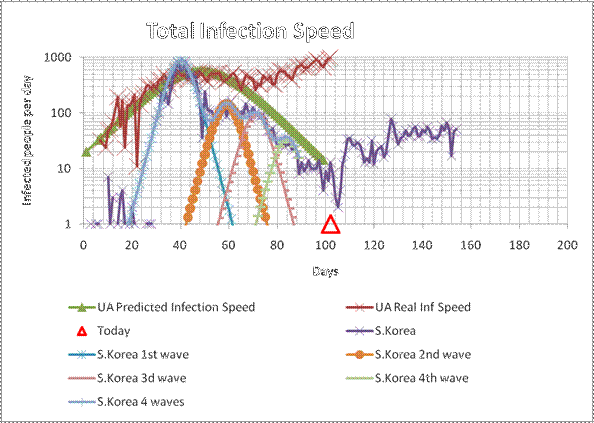 Total Infection Speed
Infected people per day
1000
100
10
1
0 20 40 60 80 100 120 140 160 180 200
Days
UA Predicted Infection Speed
UA Real Inf Speed
Today
S.Korea
S.Korea 1st wave
S.Korea 2nd wave
S.Korea 3d wave
S.Korea 4th wave
S.Korea 4 waves